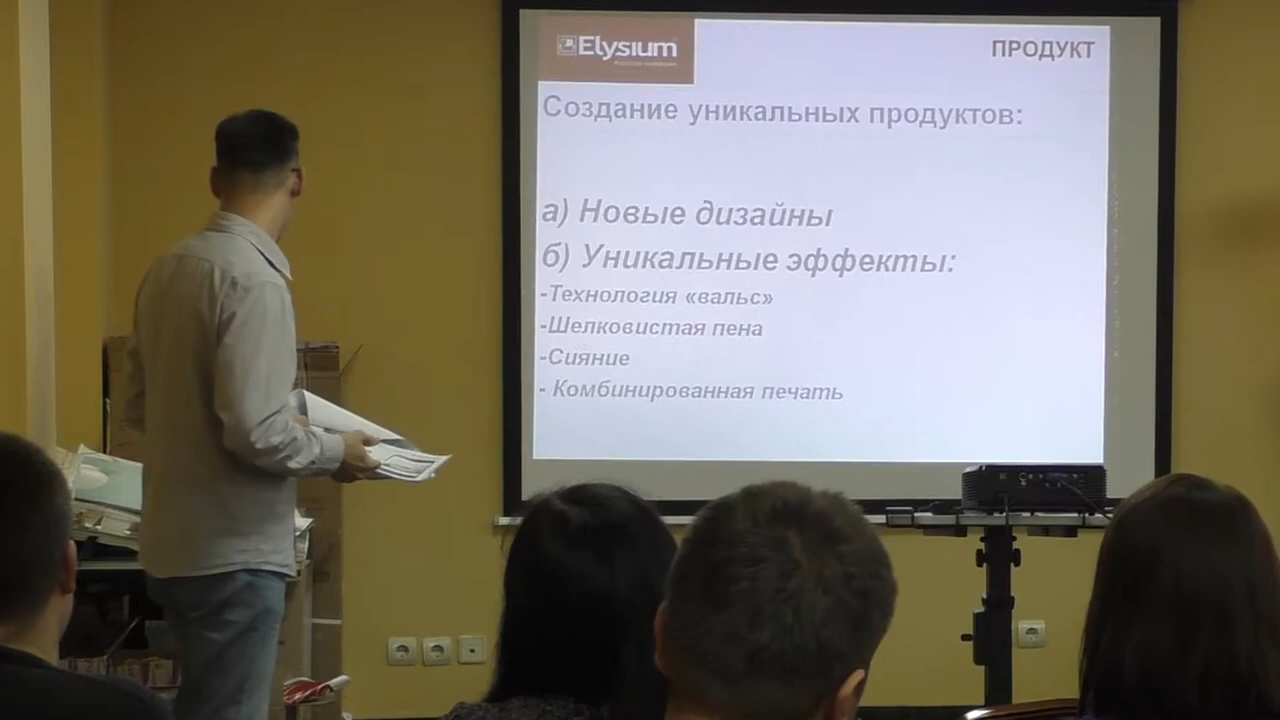 Elysium
ПРОДУКТ
Создание уникальных продуктов:
а) Новые дизайны
б) Уникальные эффекты:
-Технология «вальс»
-Шелковистая пена
-Сияние
- Комбинированная печать